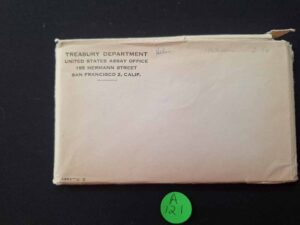 TREASURY DEPARTMENT
UNITED STATES ASSAY OFFICE
155 HERMANN STREET
SAN FRANCISCO 2, CALIF.
A
121